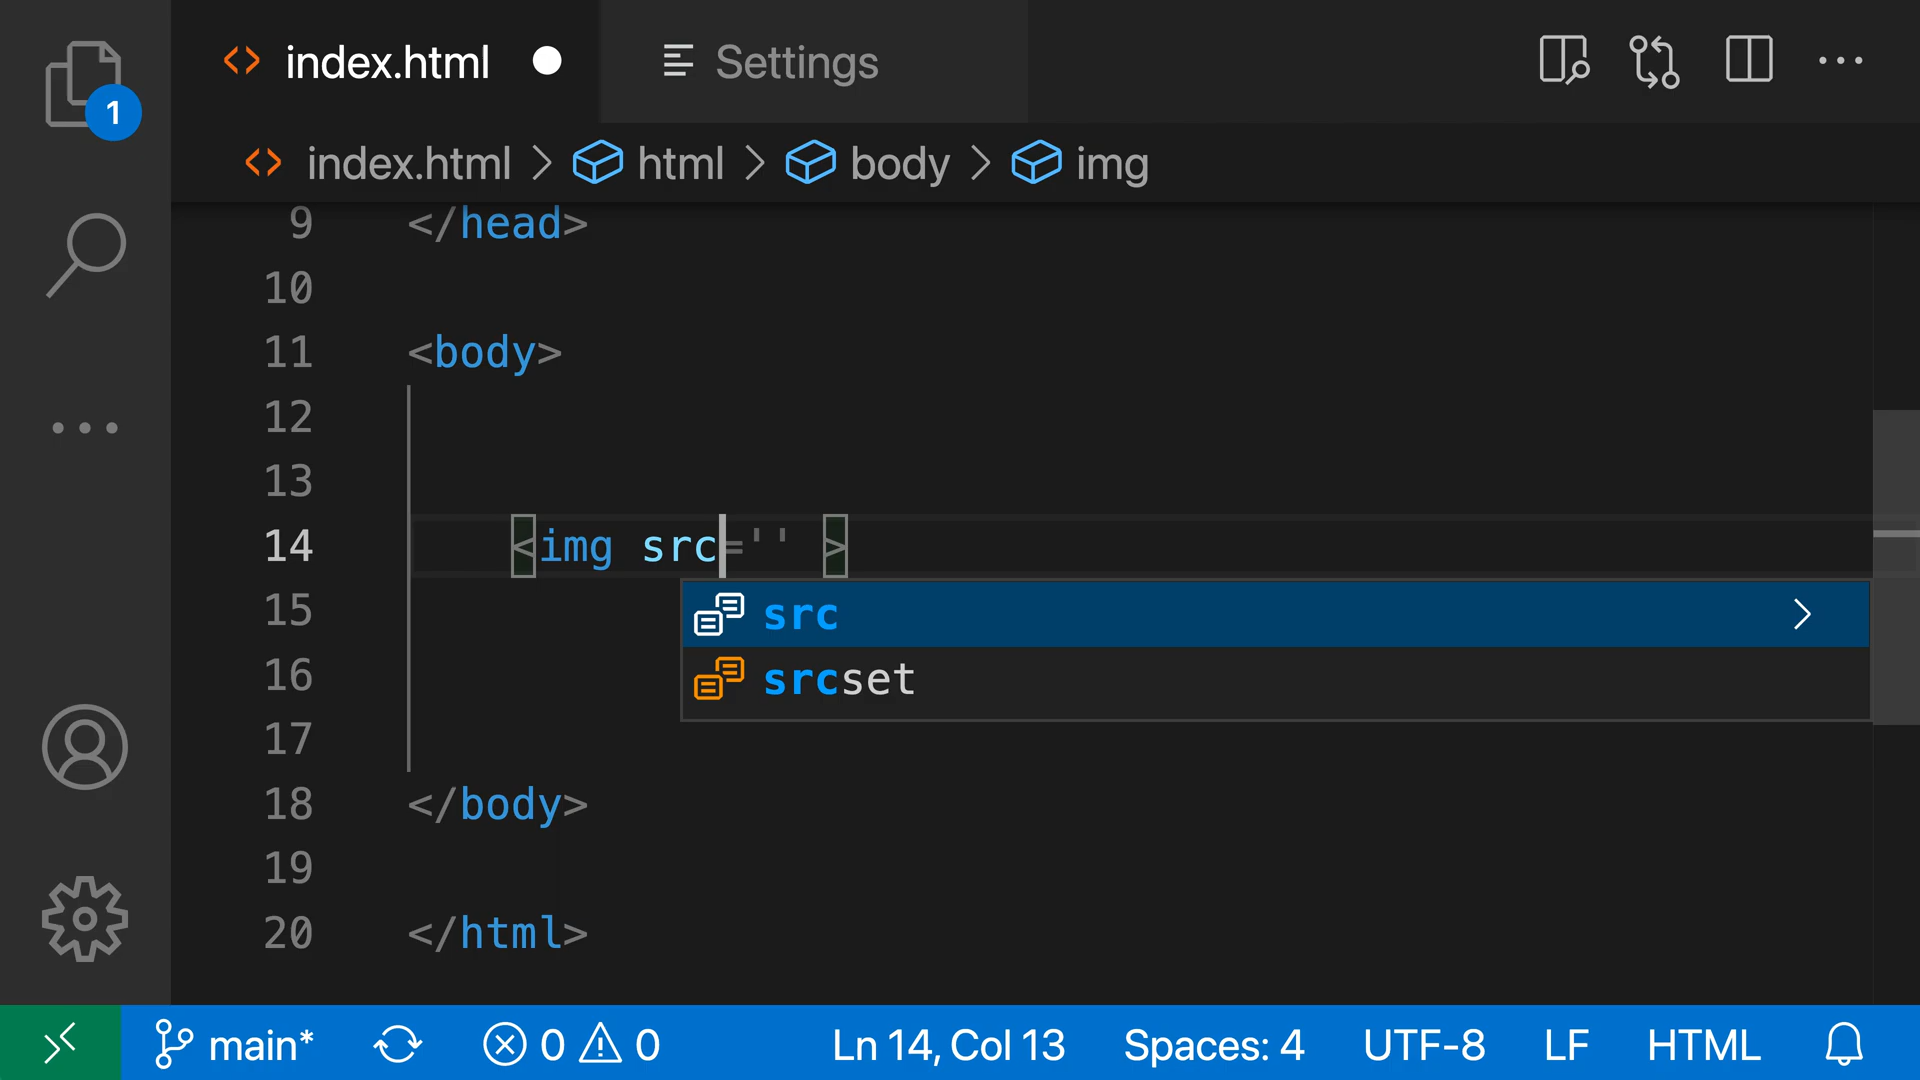 index.html
Settings
1
index.html > html > body > img
9 </head>
10
11 <body>
12
13
14 <img src='' >
src
15
srcset
16
17
18 </body>
19
20 </html>
main* 0 0 Ln 14, Col 13 Spaces: 4 UTF-8 LF HTML